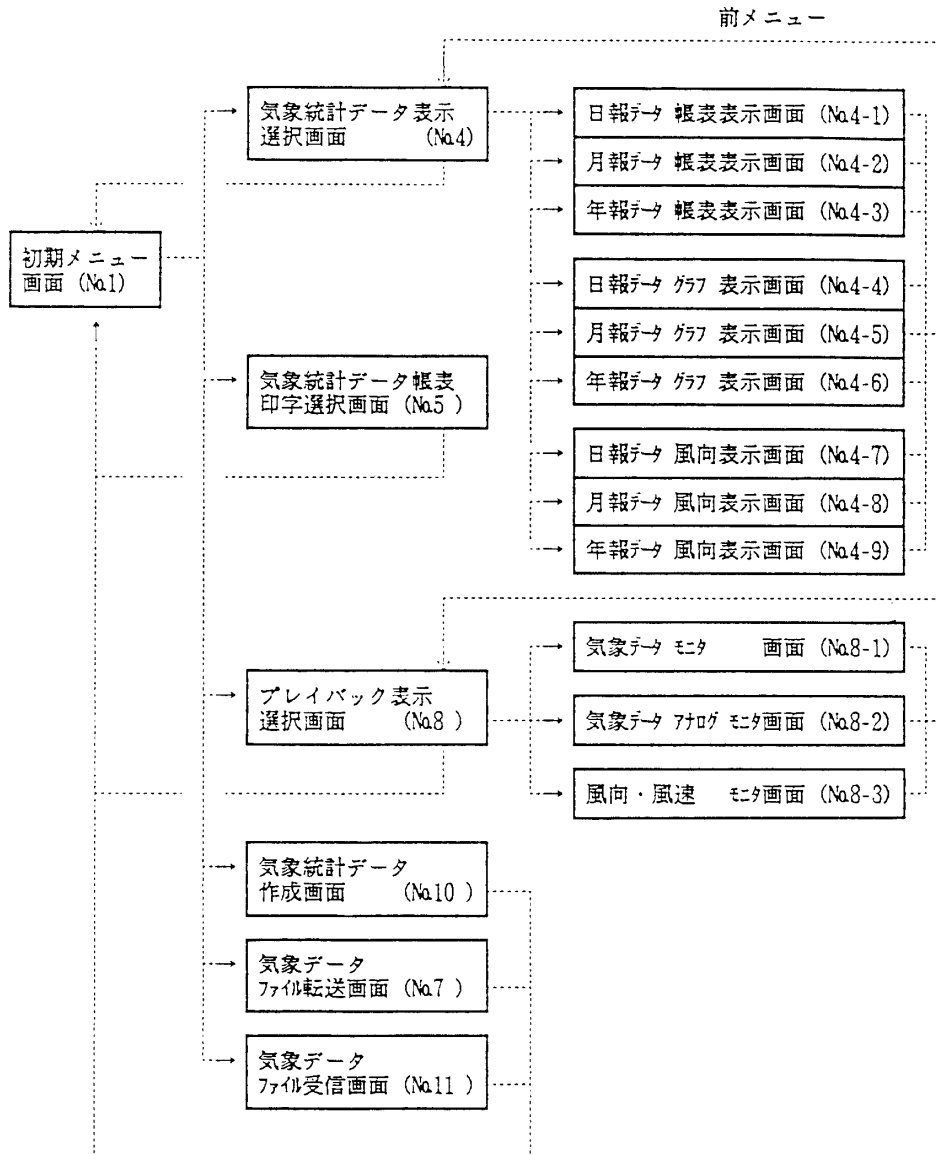 前メニュー
気象統計データ表示
選択画面 (No.4)
日報データ 帳表表示画面 (No.4-1)
月報データ 帳表表示画面 (No.4-2)
年報データ 帳表表示画面 (No.4-3)
初期メニュー
画面 (No.1)
日報データ グラフ 表示画面 (No.4-4)
月報データ グラフ 表示画面 (No.4-5)
年報データ グラフ 表示画面 (No.4-6)
気象統計データ帳表
印字選択画面 (No.5 )
日報データ 風向表示画面 (No.4-7)
月報データ 風向表示画面 (No.4-8)
年報データ 風向表示画面 (No.4-9)
プレイバック表示
選択画面 (No.8 )
気象データ モニタ 画面 (No.8-1)
気象データ アナログ モニタ画面 (No.8-2)
風向・風速 モニタ画面 (No.8-3)
気象統計データ
作成画面 (No.10 )
気象データ
ファイル転送画面 (No.7 )
気象データ
ファイル受信画面 (No.11 )